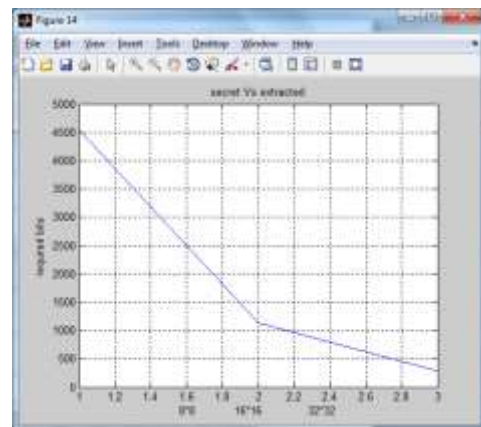 Figure 14
File Edit View Insert Tools Desktop Window Help
secret Vs extracted
5000
4500
4000
3500
3000
2500
2000
1500
1000
500
0
required bits
1 1.2 1.4 1.6 1.8 2 2.2 2.4 2.6 2.8 3
8*8 16*16 32*32